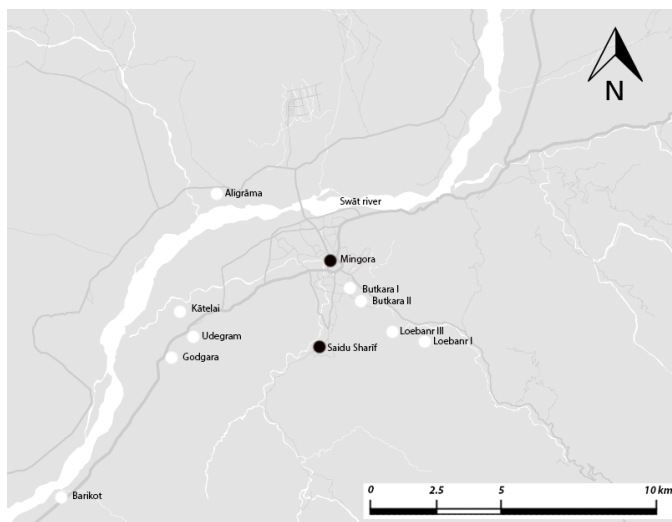 N
Aligrāma
Swāt river
Mingora
Butkara I
Butkara II
Kātelai
Loebanr III
Udegram
Loebanr I
Saidu Sharīf
Godgara
Barikot
0 2.5 5 10 km